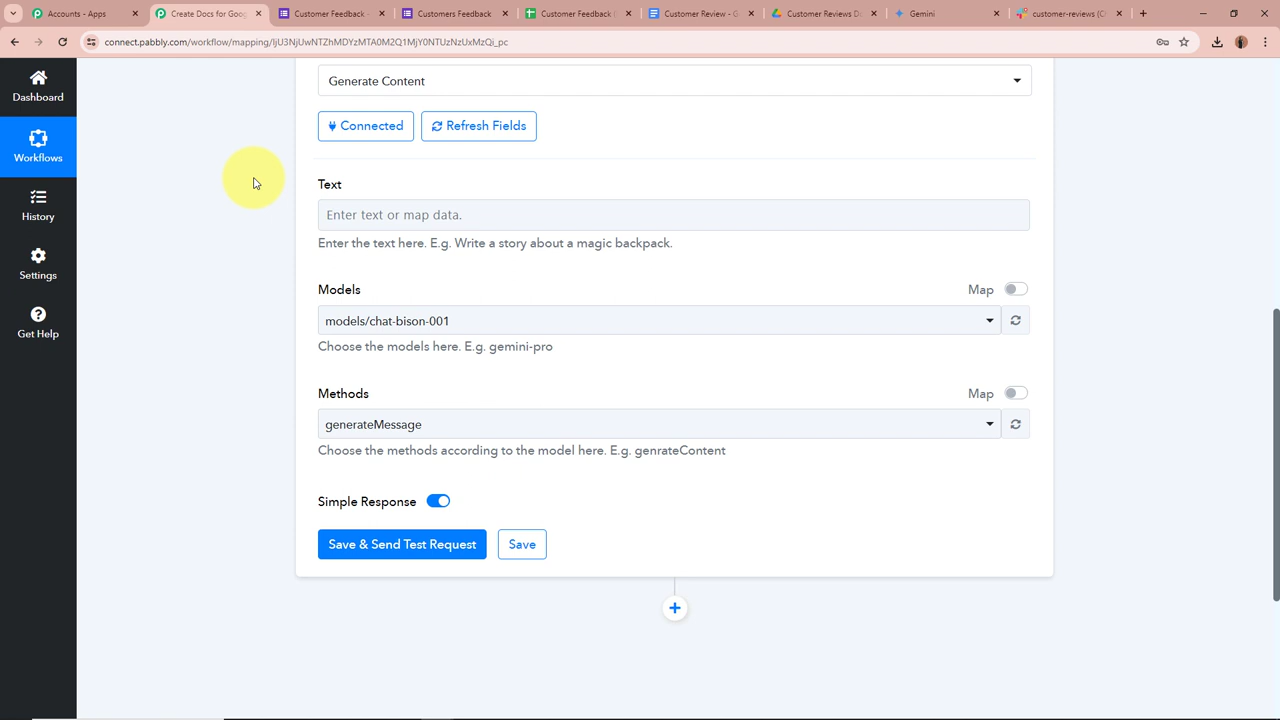 Accounts - Apps
Create Docs for Goog
Customer Feedback -
Customers Feedback
Customer Feedback (
Customer Review - G
Customer Reviews D
Gemini
customer-reviews (C
connect.pabbly.com/workflow/mapping/IjU3NjUwNTZhMDYzMTA0M2Q1MjY0NTUzNzUxMzQi_pc
Dashboard
Workflows
History
Settings
Get Help
Generate Content
Connected
Refresh Fields
Text
Enter text or map data.
Enter the text here. E.g. Write a story about a magic backpack.
Models
Map
models/chat-bison-001
Choose the models here. E.g. gemini-pro
Methods
Map
generateMessage
Choose the methods according to the model here. E.g. genrateContent
Simple Response
Save & Send Test Request
Save